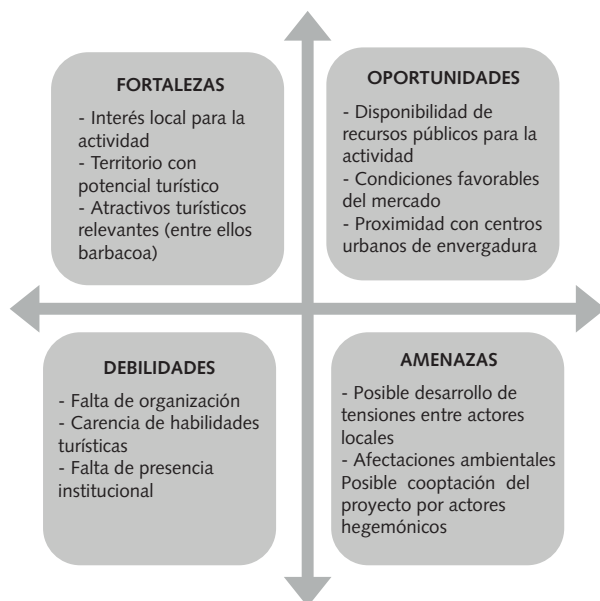 FORTALEZAS
- Interés local para la
actividad
- Territorio con
potencial turístico
- Atractivos turísticos
relevantes (entre ellos
barbacoa)
OPORTUNIDADES
- Disponibilidad de
recursos públicos para la
actividad
- Condiciones favorables
del mercado
- Proximidad con centros
urbanos de envergadura
DEBILIDADES
- Falta de organización
- Carencia de habilidades
turísticas
- Falta de presencia
institucional
AMENAZAS
- Posible desarrollo de
tensiones entre actores
locales
- Afectaciones ambientales
Posible cooptación del
proyecto por actores
hegemónicos